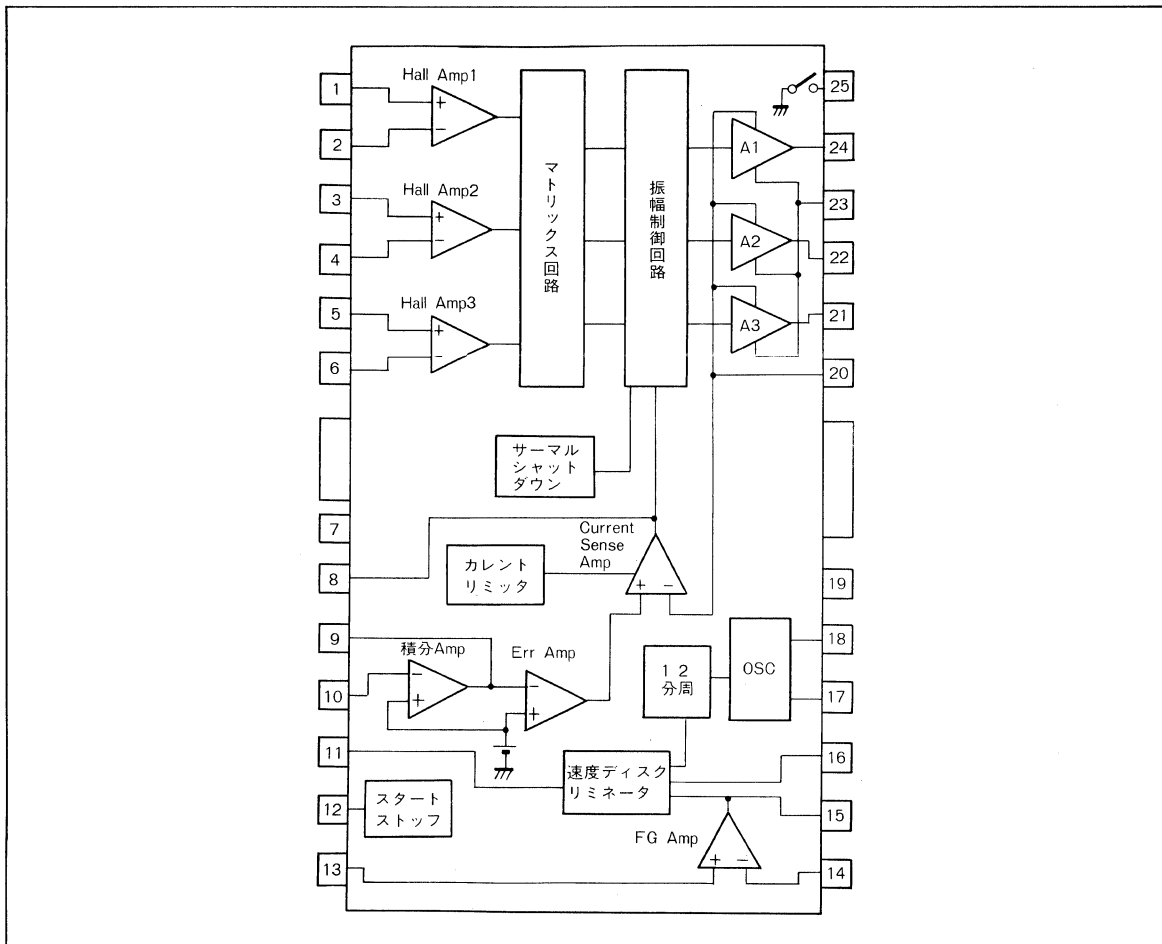 1
Hall Amp1
2
3
Hall Amp2
4
5
Hall Amp3
6
マトリックス回路
振幅制御回路
A1
A2
A3
25
24
23
22
21
20
サーマル
シャット
ダウン
Current
Sense
Amp
カレント
リミッタ
+ -
7
8
9
10
11
12
13
積分Amp
Err Amp
12
分周
OSC
速度ディスク
リミネータ
スタート
ストッフ
FG Amp
+ -
19
18
17
16
15
14